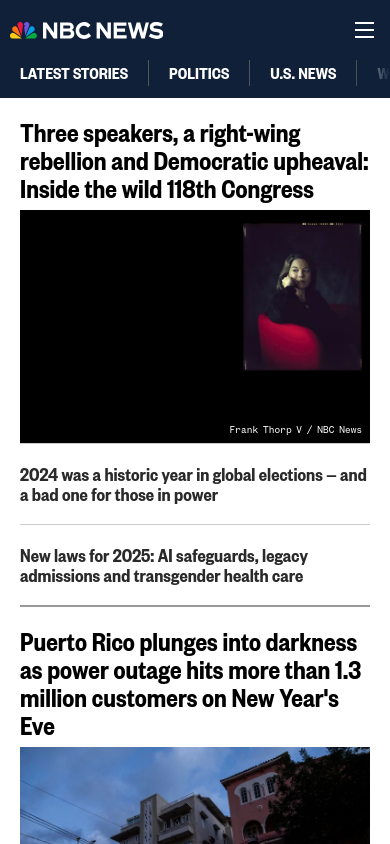 NBC NEWS
LATEST STORIES
POLITICS
U.S. NEWS
Three speakers, a right-wing
rebellion and Democratic upheaval:
Inside the wild 118th Congress
Frank Thorp V / NBC News
2024 was a historic year in global elections — and
a bad one for those in power
New laws for 2025: AI safeguards, legacy
admissions and transgender health care
Puerto Rico plunges into darkness
as power outage hits more than 1.3
million customers on New Year's
Eve